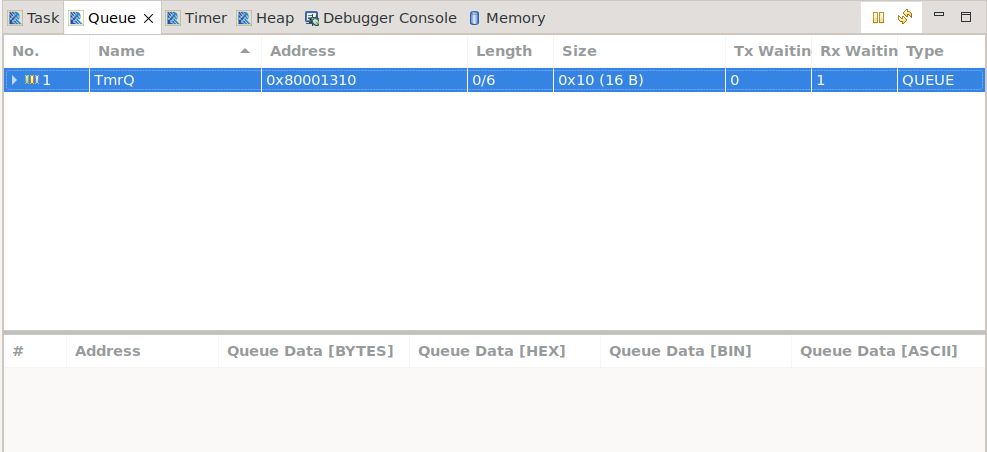 Task Queue Timer Heap Debugger Console Memory
No. Name Address Length Size Tx Waitin Rx Waitin Type
1 TmrQ 0x80001310 0/6 0x10 (16 B) 0 1 QUEUE
# Address Queue Data [BYTES] Queue Data [HEX] Queue Data [BIN] Queue Data [ASCII]